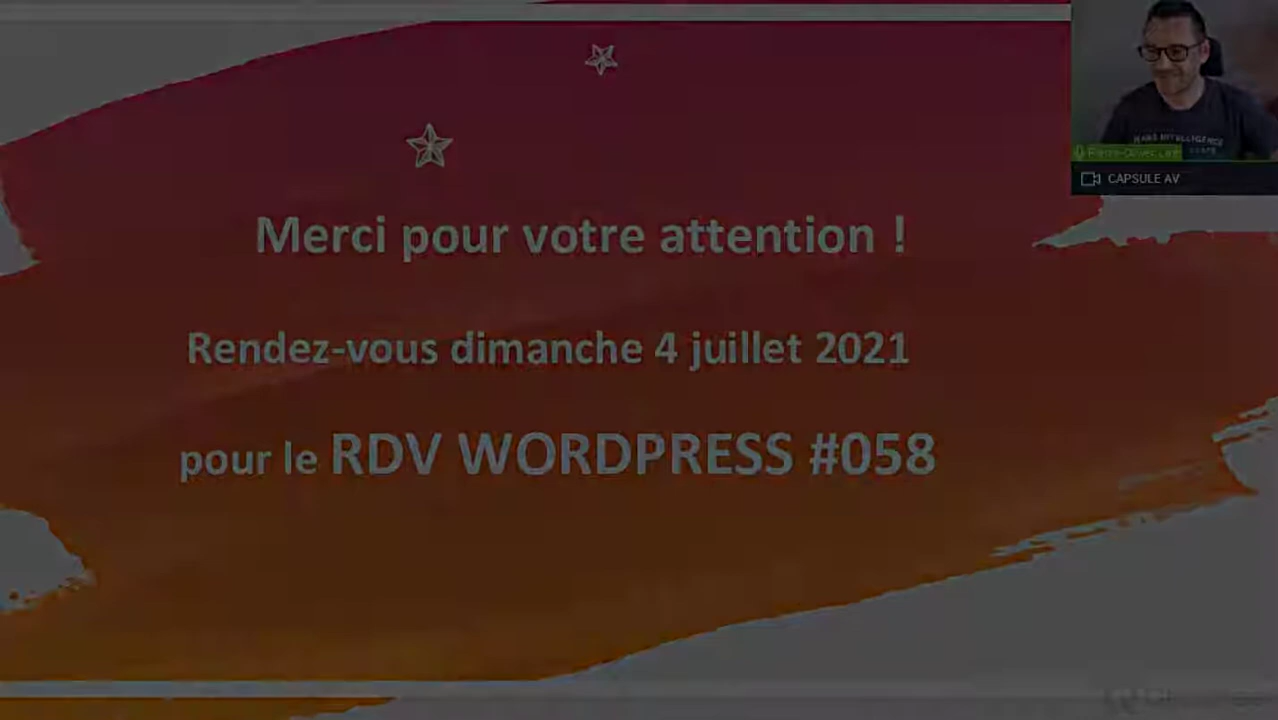 Merci pour votre attention !
Rendez-vous dimanche 4 juillet 2021
pour le RDV WORDPRESS #058
CAPSULE AV